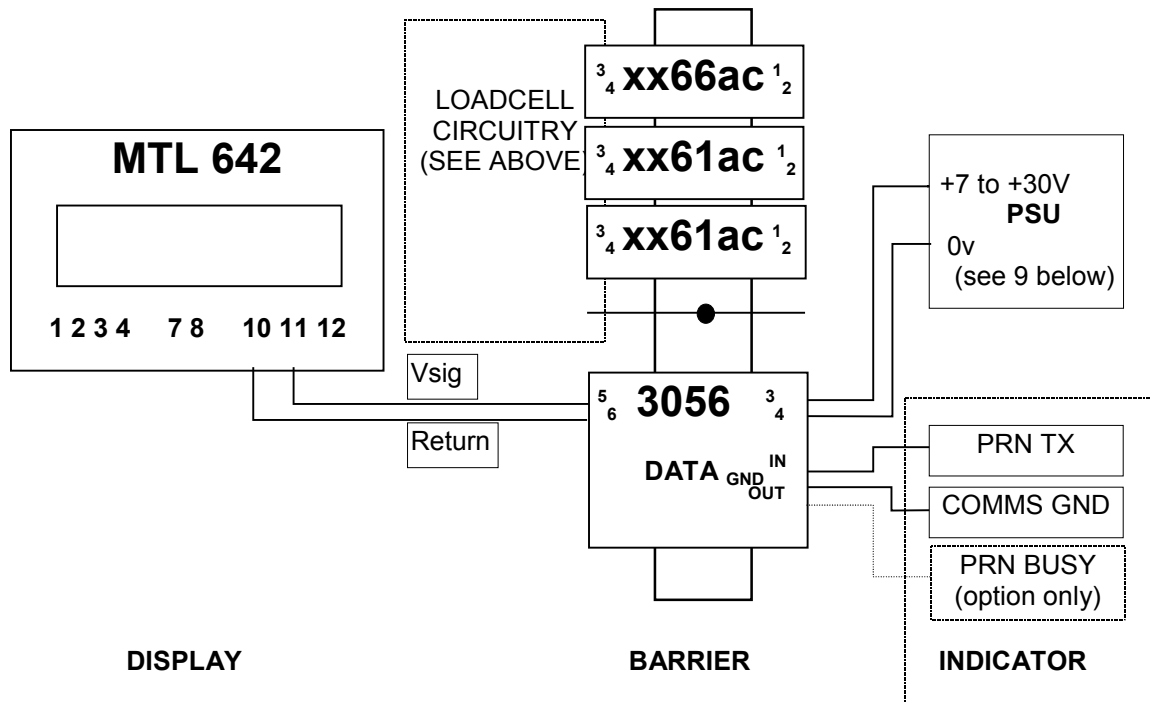 3 4 xx66ac 1 2
LOADCELL
CIRCUITRY
(SEE ABOVE)
3 4 xx61ac 1 2
3 4 xx61ac 1 2
MTL 642
1 2 3 4 7 8 10 11 12
+7 to +30V
PSU
0v
(see 9 below)
Vsig
Return
5 6 3056 3 4
DATA GND IN
OUT
PRN TX
COMMS GND
PRN BUSY
(option only)
DISPLAY
BARRIER
INDICATOR